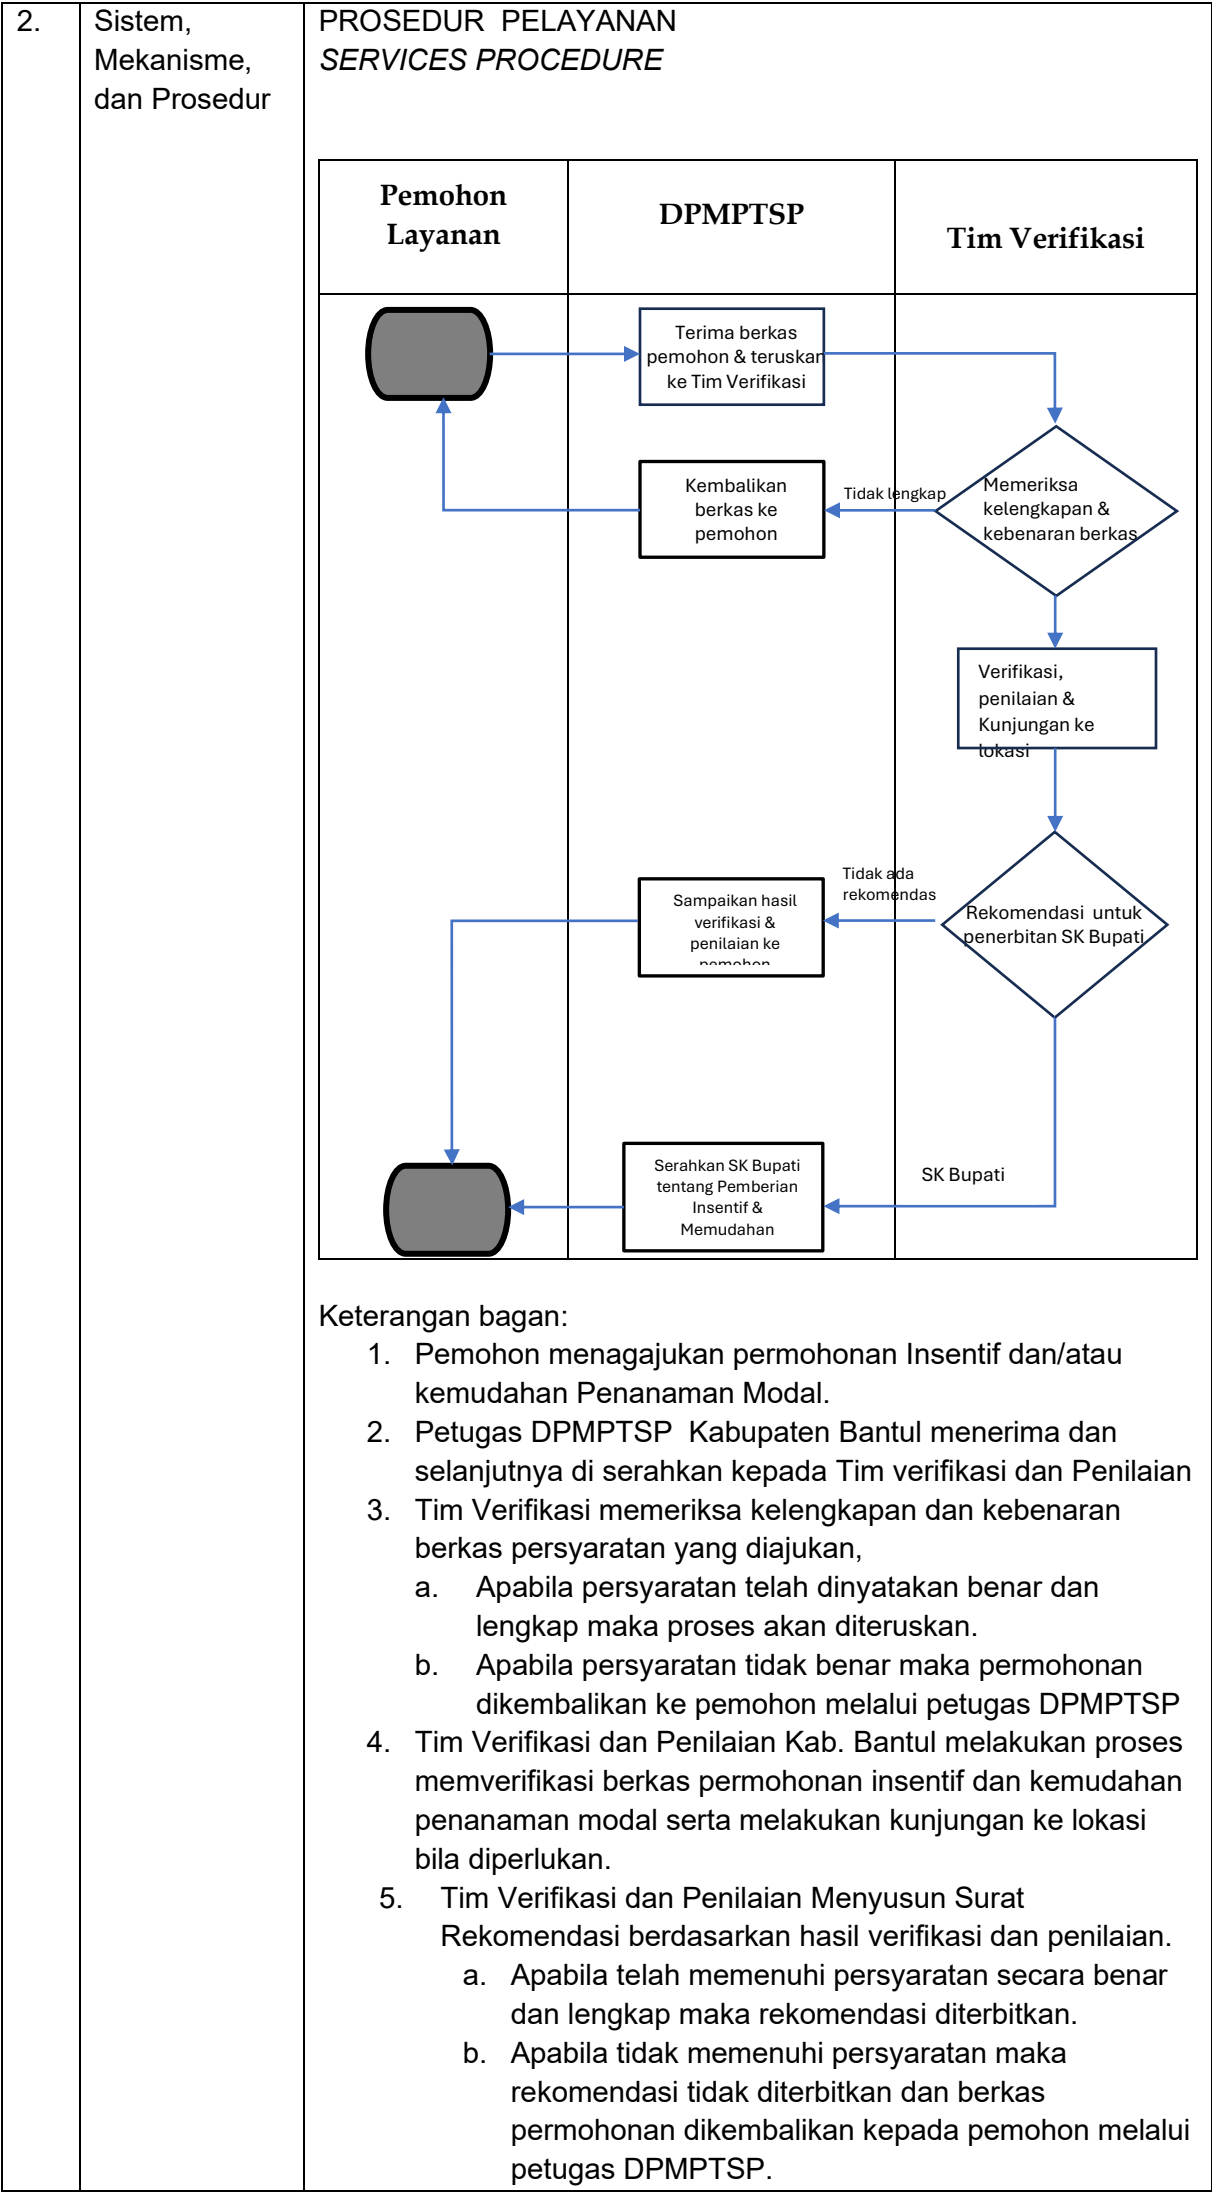 2.
Sistem,
Mekanisme,
dan Prosedur
PROSEDUR PELAYANAN
SERVICES PROCEDURE
Pemohon
Layanan
DPMPTSP
Tim Verifikasi
Terima berkas
pemohon & teruskan
ke Tim Verifikasi
Kembalikan
berkas ke
pemohon
Tidak lengkap
Memeriksa
kelengkapan &
kebenaran berkas
Verifikasi,
penilaian &
Kunjungan ke
lokasi
Sampaikan hasil
verifikasi &
penilaian ke
pemohon
Tidak ada
rekomendas
Rekomendasi untuk
penerbitan SK Bupati
Serahkan SK Bupati
tentang Pemberian
Insentif &
Memudahan
SK Bupati
Keterangan bagan:
1. Pemohon menagajukan permohonan Insentif dan/atau
kemudahan Penanaman Modal.
2. Petugas DPMPTSP Kabupaten Bantul menerima dan
selanjutnya di serahkan kepada Tim verifikasi dan Penilaian
3. Tim Verifikasi memeriksa kelengkapan dan kebenaran
berkas persyaratan yang diajukan,
a. Apabila persyaratan telah dinyatakan benar dan
lengkap maka proses akan diteruskan.
b. Apabila persyaratan tidak benar maka permohonan
dikembalikan ke pemohon melalui petugas DPMPTSP
4. Tim Verifikasi dan Penilaian Kab. Bantul melakukan proses
memverifikasi berkas permohonan insentif dan kemudahan
penanaman modal serta melakukan kunjungan ke lokasi
bila diperlukan.
5. Tim Verifikasi dan Penilaian Menyusun Surat
Rekomendasi berdasarkan hasil verifikasi dan penilaian.
a. Apabila telah memenuhi persyaratan secara benar
dan lengkap maka rekomendasi diterbitkan.
b. Apabila tidak memenuhi persyaratan maka
rekomendasi tidak diterbitkan dan berkas
permohonan dikembalikan kepada pemohon melalui
petugas DPMPTSP.